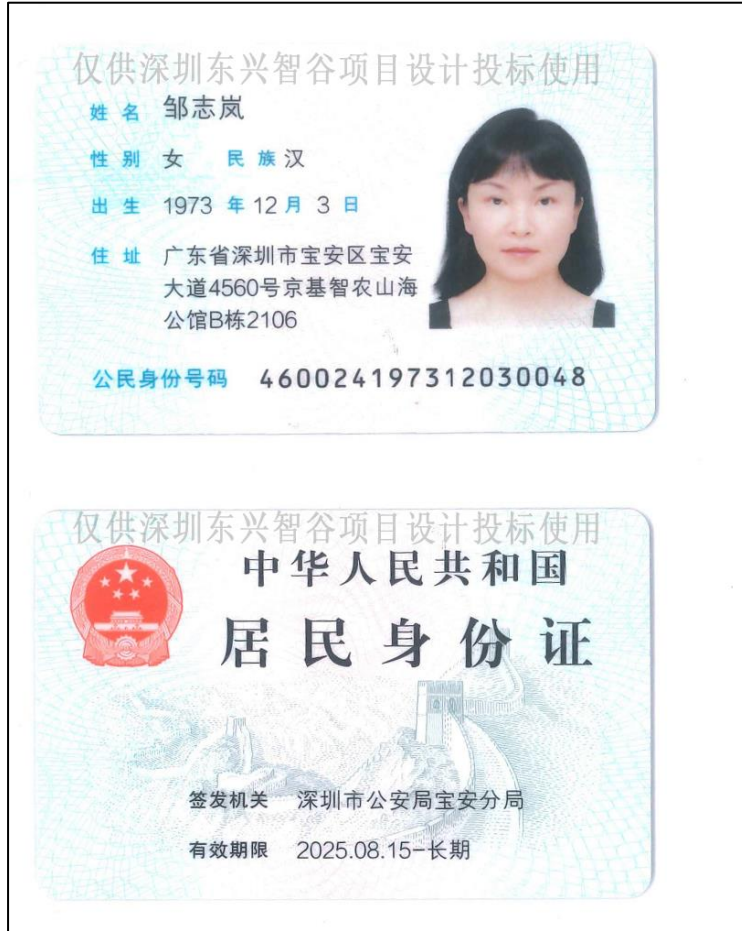 仅供深圳东兴智谷项目设计投标使用
姓名 邹志岚
性别 女 民族 汉
出生 1973 年 12 月 3 日
住址 广东省深圳市宝安区宝安
大道4560号京基智农山海
公馆B栋2106
公民身份号码 460024197312030048
仅供深圳东兴智谷项目设计投标使用
中华人民共和国
居民身份证
签发机关 深圳市公安局宝安分局
有效期限 2025.08.15-长期